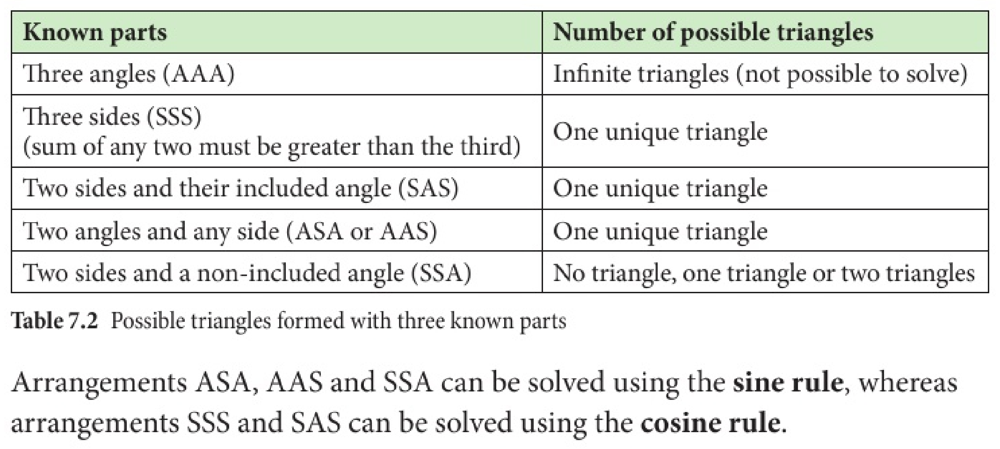 Known parts
Number of possible triangles
Three angles (AAA)
Infinite triangles (not possible to solve)
Three sides (SSS)
(sum of any two must be greater than the third)
One unique triangle
Two sides and their included angle (SAS)
One unique triangle
Two angles and any side (ASA or AAS)
One unique triangle
Two sides and a non-included angle (SSA)
No triangle, one triangle or two triangles
Table 7.2 Possible triangles formed with three known parts
Arrangements ASA, AAS and SSA can be solved using the sine rule, whereas
arrangements SSS and SAS can be solved using the cosine rule.